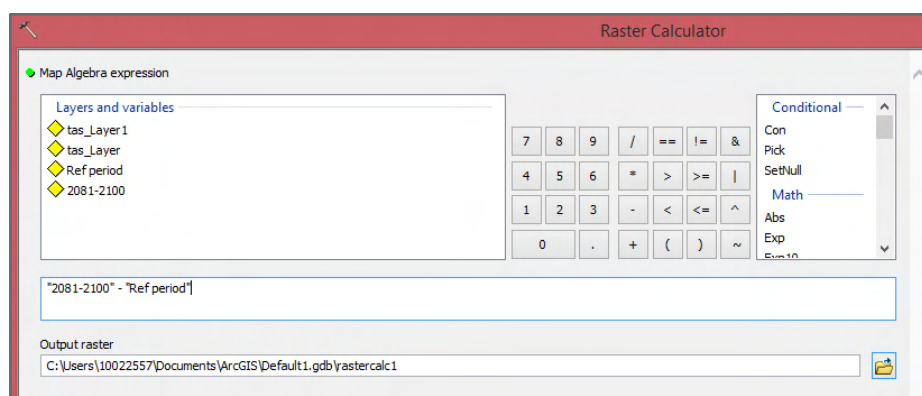 Raster Calculator
Map Algebra expression
Layers and variables
tas_Layer1
tas_Layer
Ref period
2081-2100
7 8 9 / == != &
4 5 6 * > >= |
1 2 3 - < <= ^
0 . + ( ) ~
Conditional
Con
Pick
SetNull
Math
Abs
Exp
Exp10
"2081-2100" - "Ref period"
Output raster
C:\Users\10022557\Documents\ArcGIS\Default1.gdb\rastercalc1